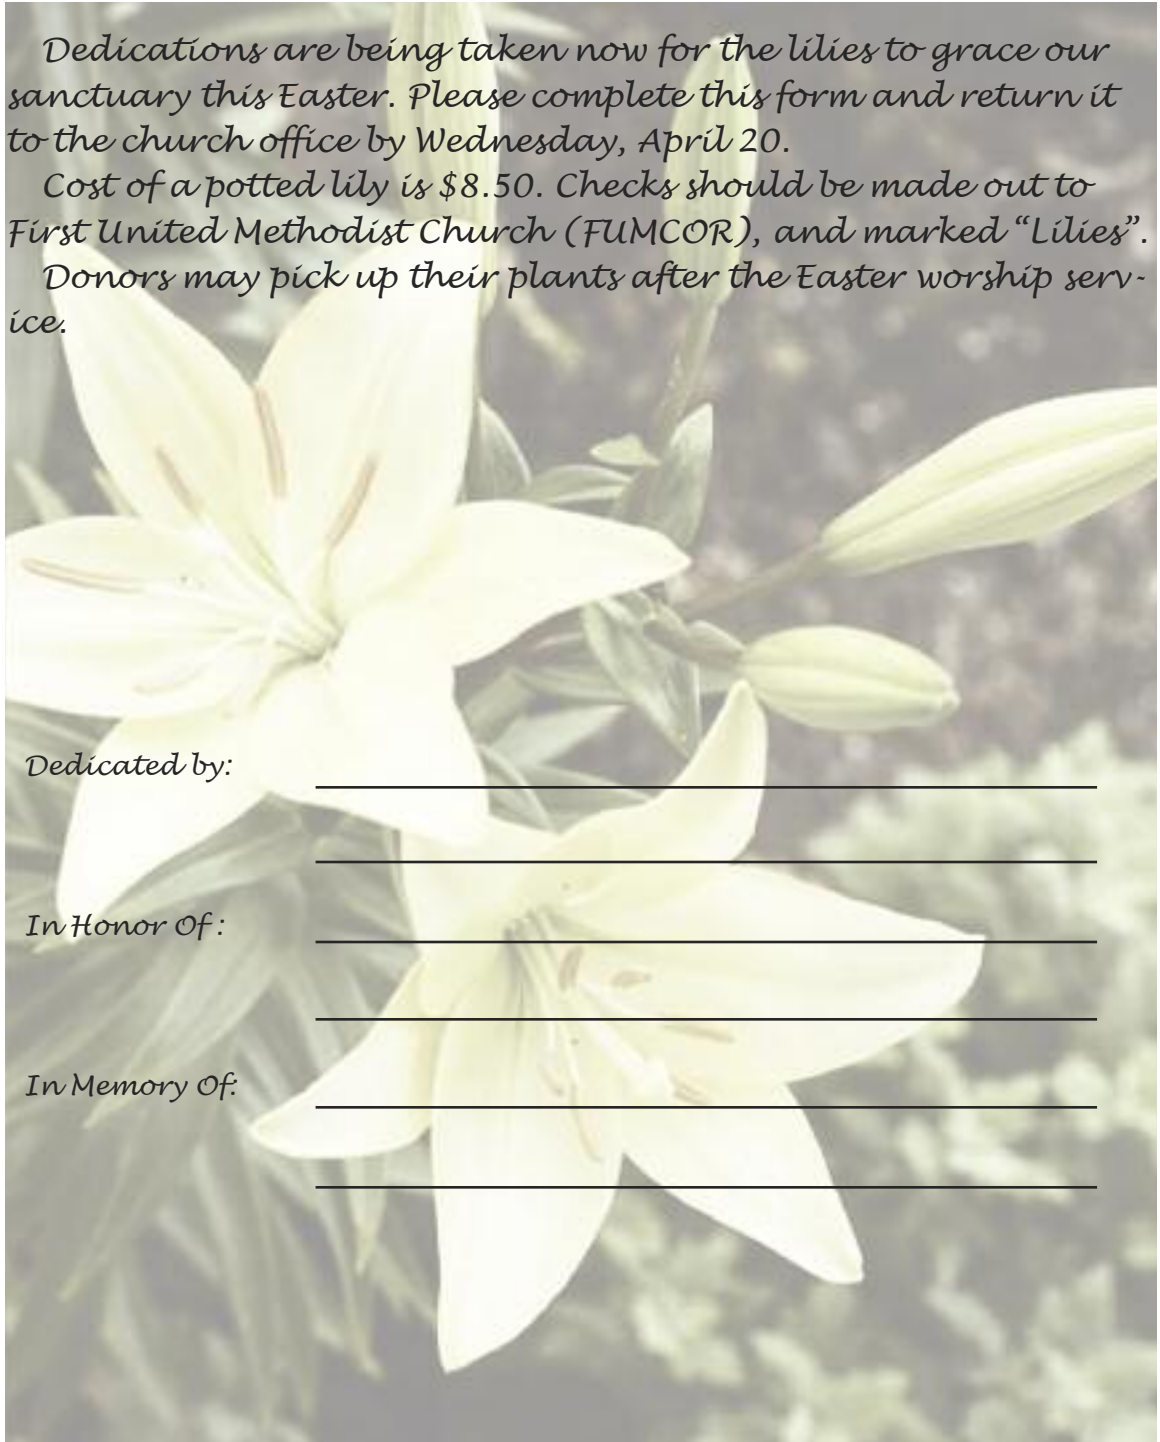 Dedications are being taken now for the lilies to grace our
sanctuary this Easter. Please complete this form and return it
to the church office by Wednesday, April 20.
Cost of a potted lily is $8.50. Checks should be made out to
First United Methodist Church (FUMCOR), and marked “Lilies”.
Donors may pick up their plants after the Easter worship serv-
ice.
Dedicated by:
In Honor Of :
In Memory Of: